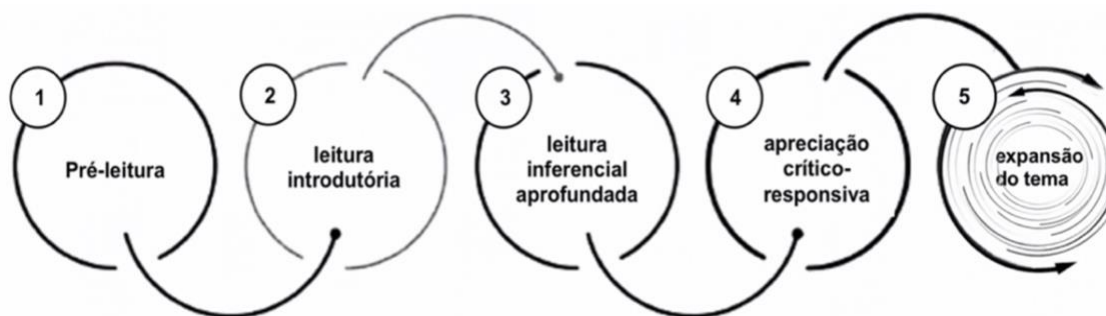 1
Pré-leitura
2
leitura
introdutória
3
leitura
inferencial
aprofundada
4
apreciação
crítico-
responsiva
5
expansão
do tema